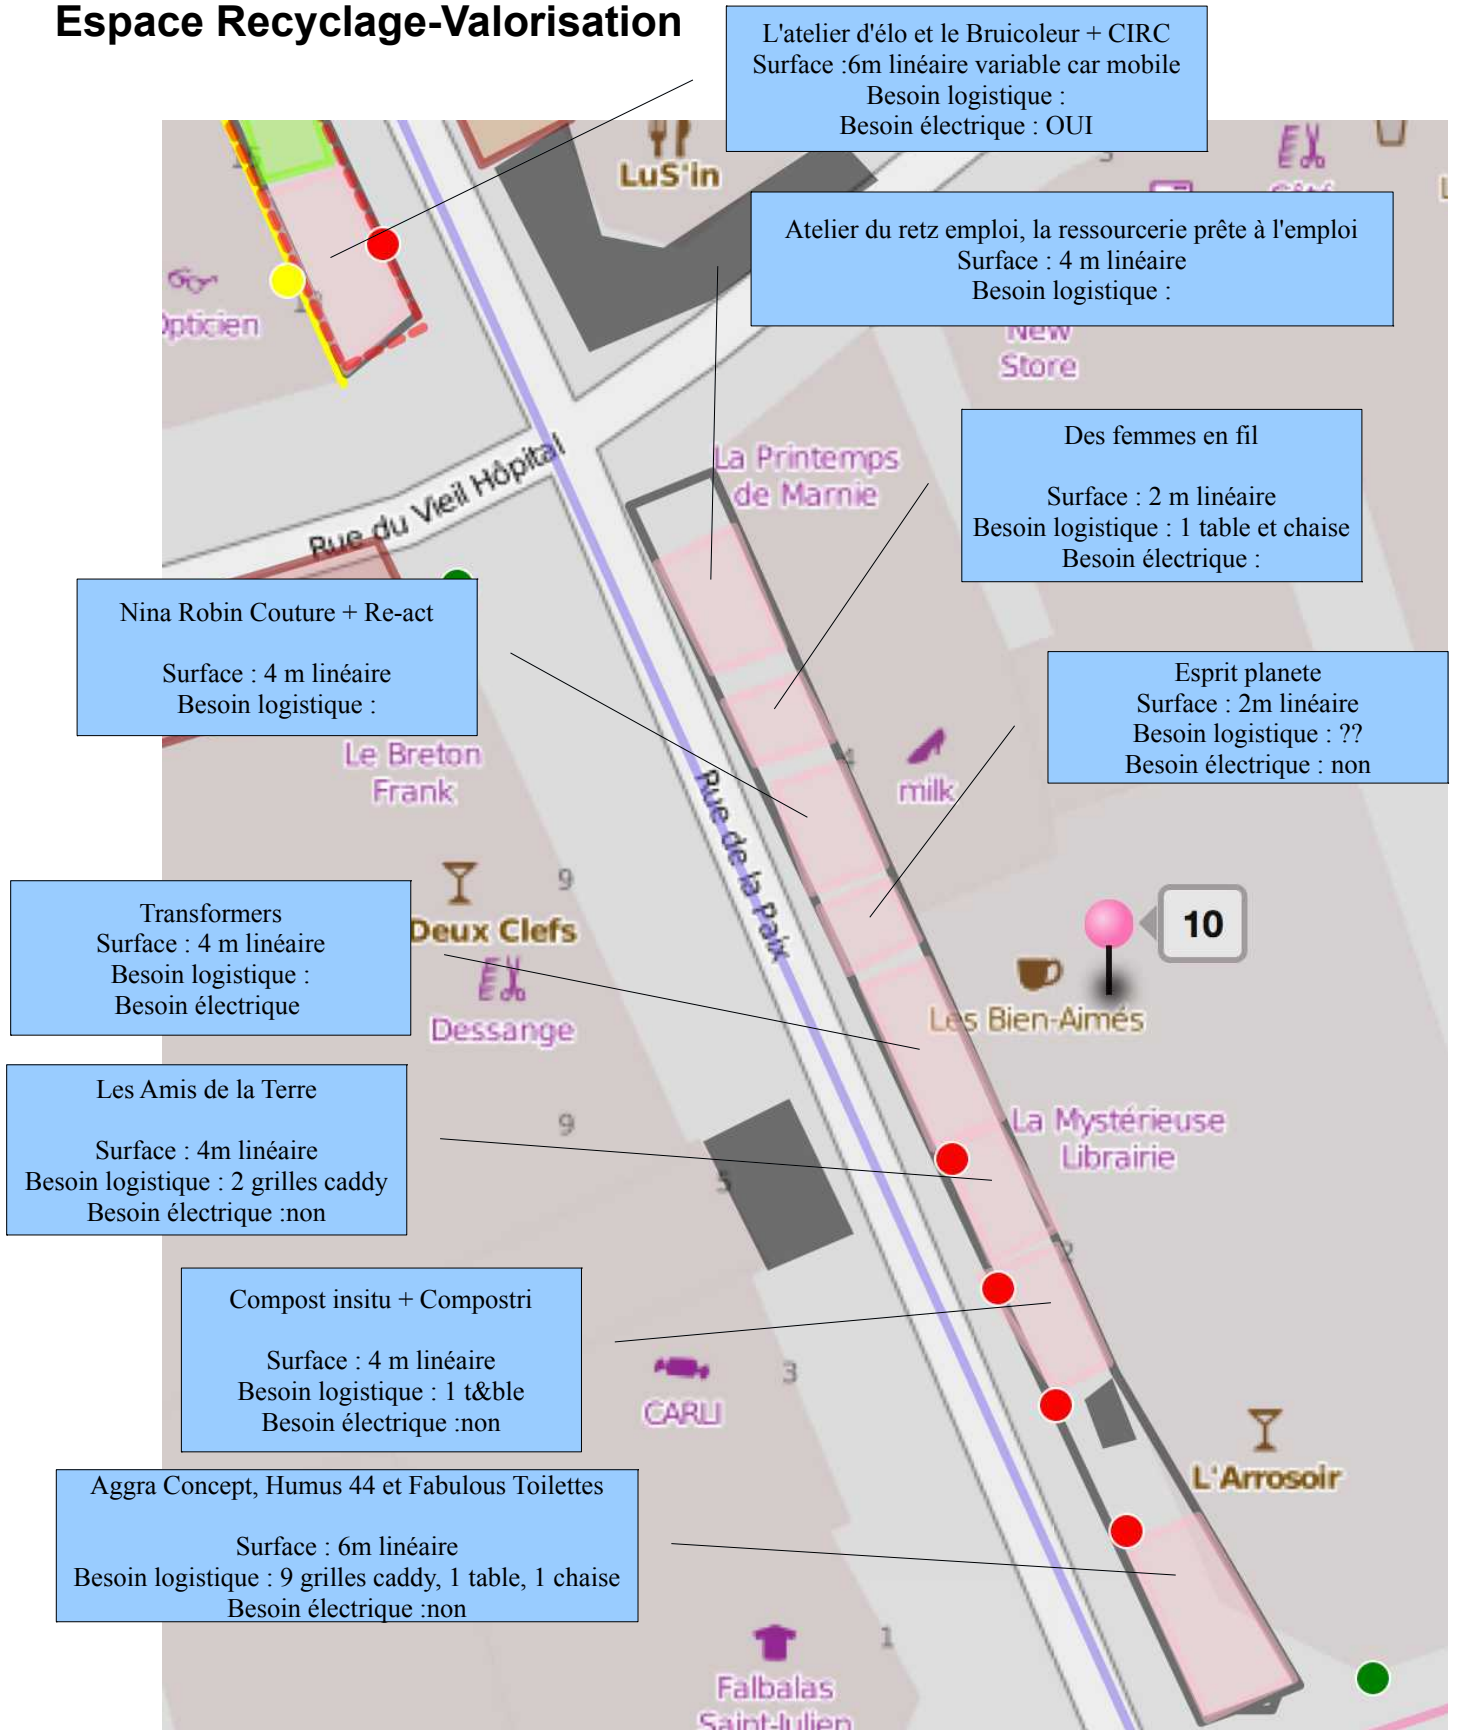 Espace Recyclage-Valorisation
L'atelier d'élo et le Bruicoleur + CIRC
Surface :6m linéaire variable car mobile
Besoin logistique :
Besoin électrique : OUI
LuS'in
Atelier du retz emploi, la ressourcerie prête à l'emploi
Surface : 4 m linéaire
Besoin logistique :
Opticien
New
Store
Des femmes en fil
Surface : 2 m linéaire
Besoin logistique : 1 table et chaise
Besoin électrique :
La Printemps
de Marnie
Rue du Vieil Hôpital
Nina Robin Couture + Re-act
Surface : 4 m linéaire
Besoin logistique :
Esprit planete
Surface : 2m linéaire
Besoin logistique : ??
Besoin électrique : non
Le Breton
Frank
4
milk
Rue de la Paix
9
Transformers
Surface : 4 m linéaire
Besoin logistique :
Besoin électrique
Deux Clefs
10
Dessange
Les Bien-Aimés
Les Amis de la Terre
Surface : 4m linéaire
Besoin logistique : 2 grilles caddy
Besoin électrique :non
9
La Mystérieuse
Librairie
5
2
Compost insitu + Compostri
Surface : 4 m linéaire
Besoin logistique : 1 t&ble
Besoin électrique :non
3
CARLI
L'Arrosoir
Aggra Concept, Humus 44 et Fabulous Toilettes
Surface : 6m linéaire
Besoin logistique : 9 grilles caddy, 1 table, 1 chaise
Besoin électrique :non
1
Falbalas
Saint-Julien